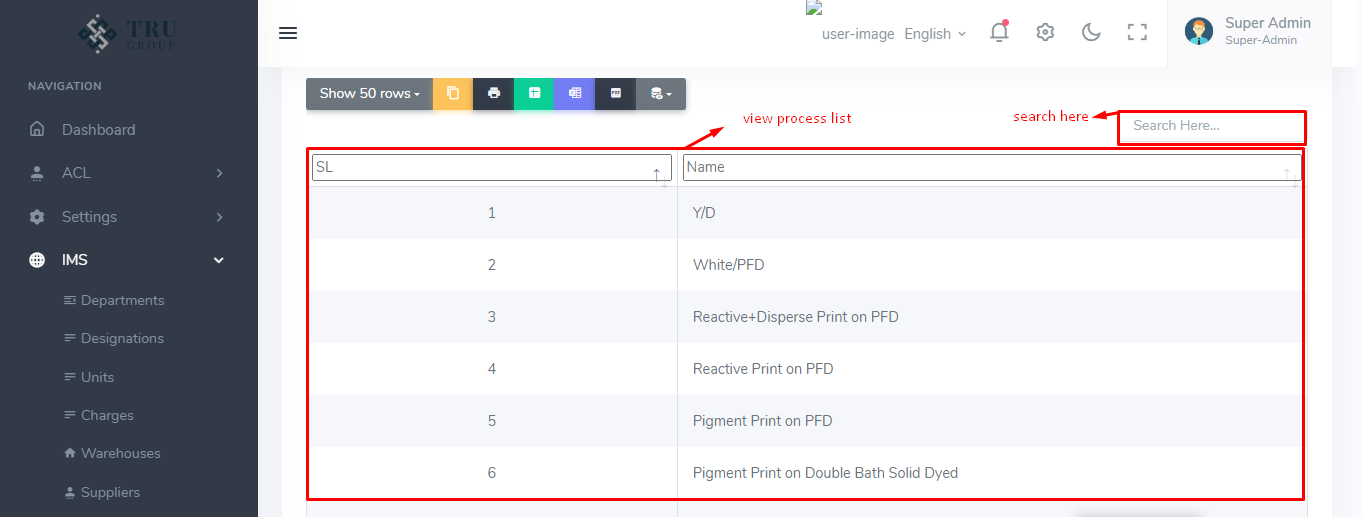 TRU
GROUP
user-image
English
Super Admin
Super-Admin
NAVIGATION
Dashboard
ACL
Settings
IMS
Departments
Designations
Units
Charges
Warehouses
Suppliers
Show 50 rows
view process list
search here
Search Here...
SL
Name
1
Y/D
2
White/PFD
3
Reactive+Disperse Print on PFD
4
Reactive Print on PFD
5
Pigment Print on PFD
6
Pigment Print on Double Bath Solid Dyed